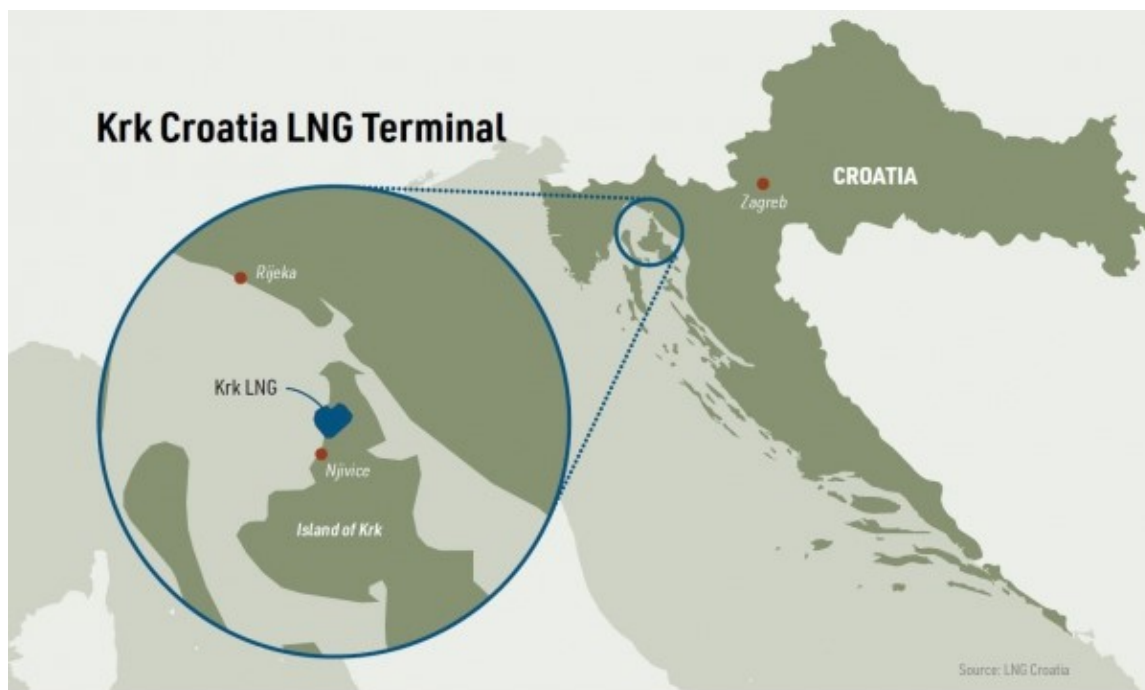 Krk Croatia LNG Terminal
CROATIA
Zagreb
Rijeka
Krk LNG
Njivice
Island of Krk
Source: LNG Croatia